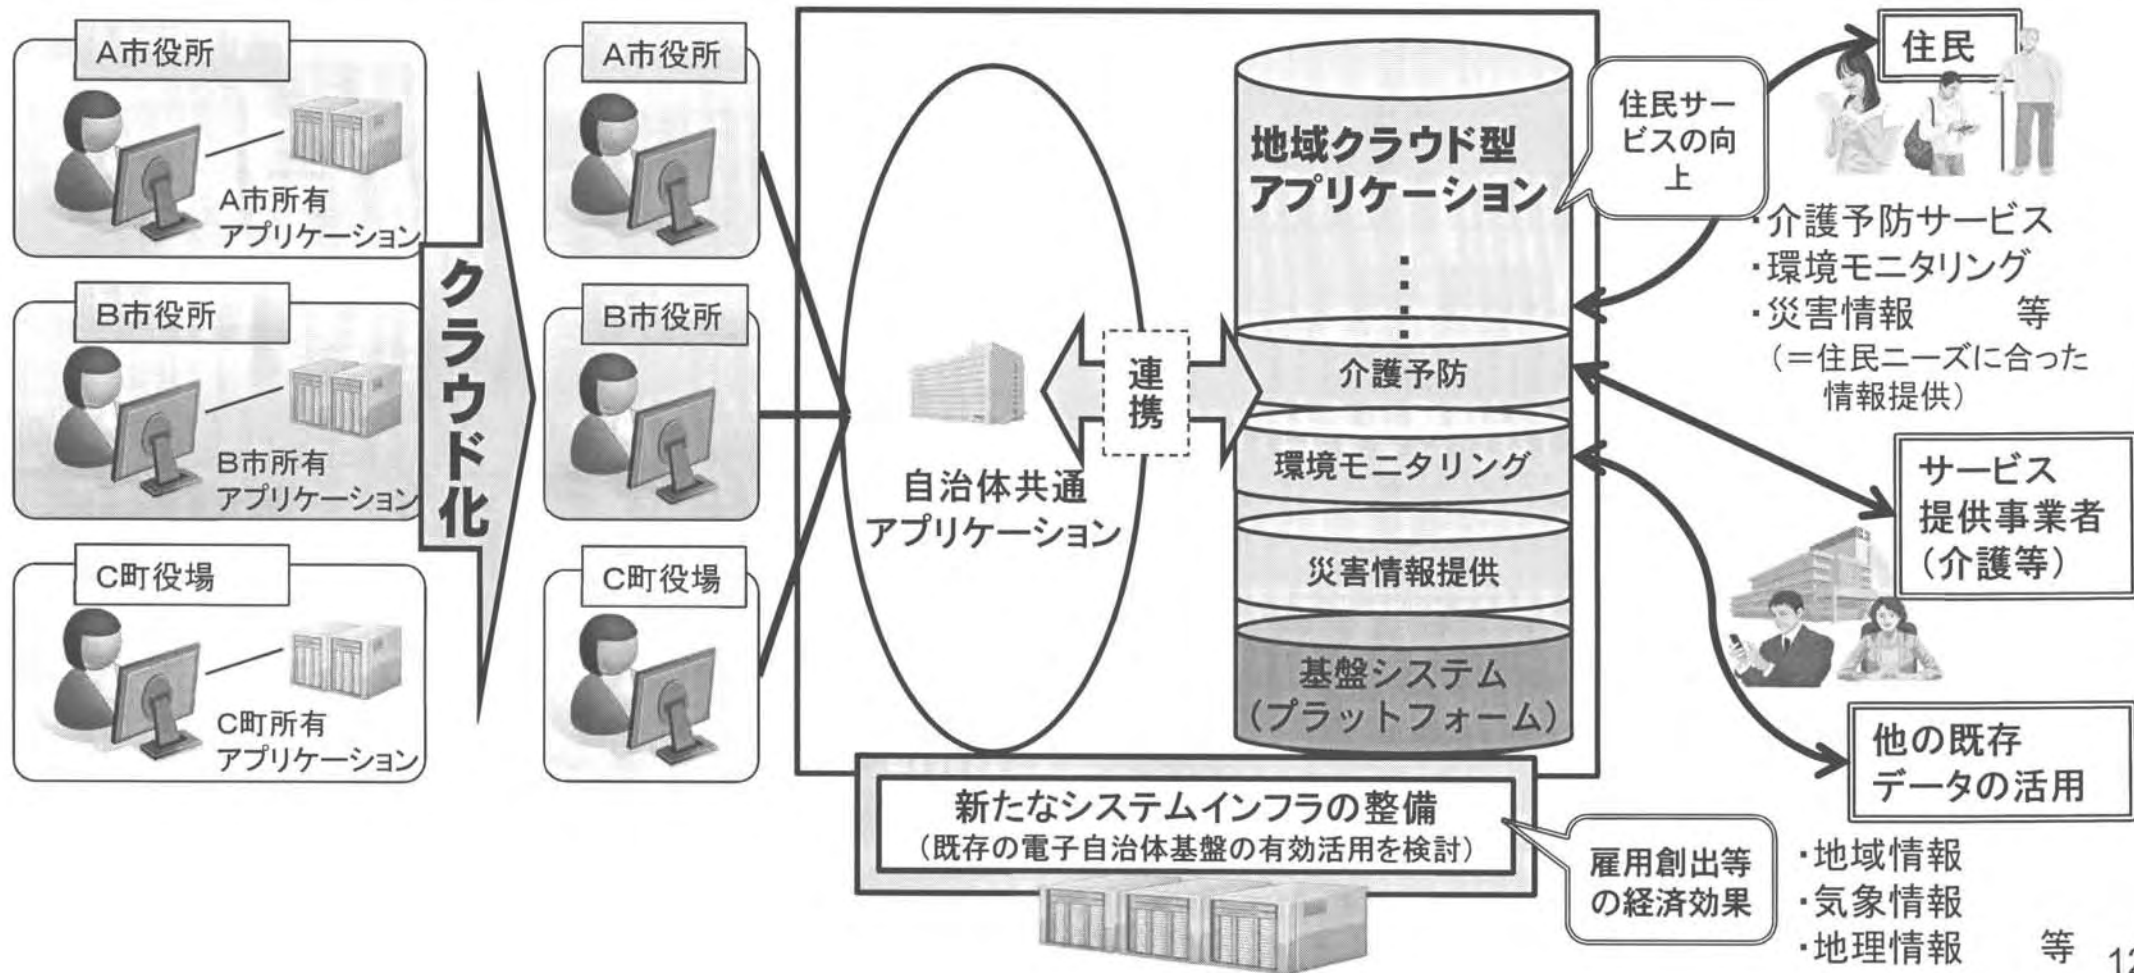 A市役所
A市所有
アプリケーション
B市役所
B市所有
アプリケーション
C町役場
C町所有
アプリケーション
クラウド化
A市役所
B市役所
C町役場
自治体共通
アプリケーション
連携
地域クラウド型
アプリケーション
介護予防
環境モニタリング
災害情報提供
基盤システム
(プラットフォーム)
新たなシステムインフラの整備
(既存の電子自治体基盤の有効活用を検討)
住民サー
ビスの向
上
雇用創出等
の経済効果
住民
・介護予防サービス
・環境モニタリング
・災害情報 等
(=住民ニーズに合った
情報提供)
サービス
提供事業者
(介護等)
他の既存
データの活用
・地域情報
・気象情報
・地理情報 等
12